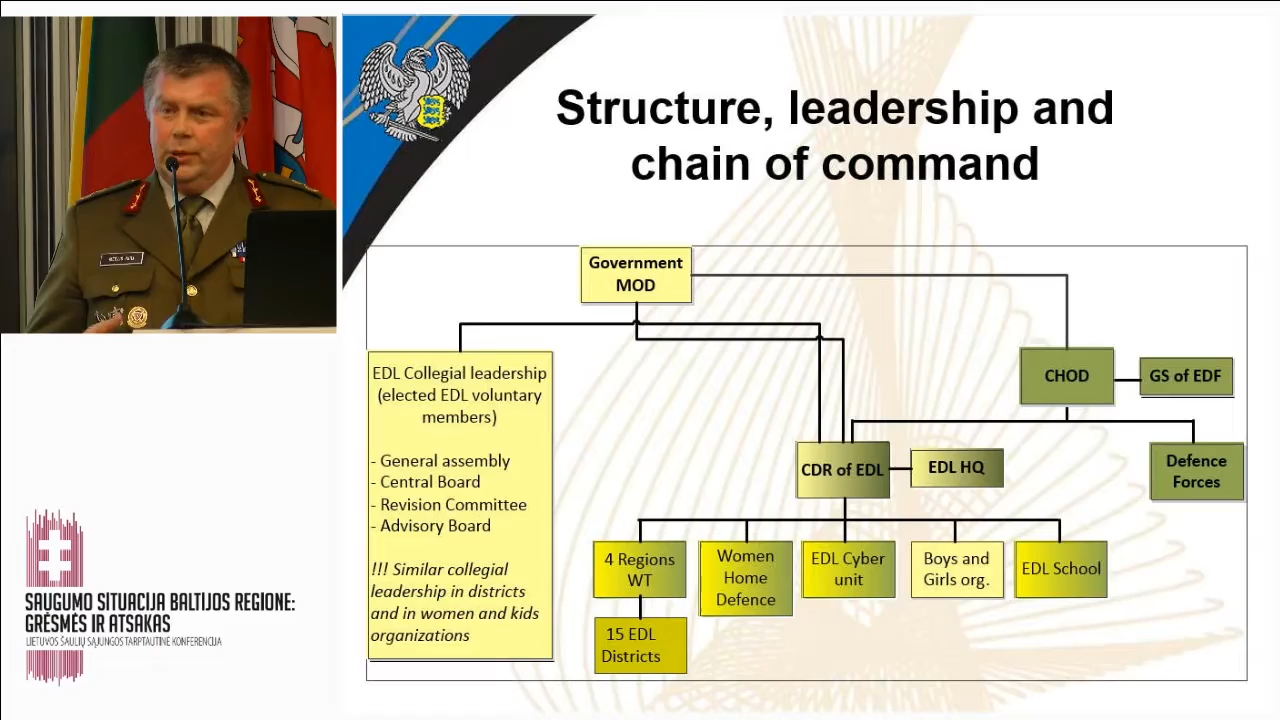 Structure, leadership and
chain of command
Government
MOD
EDL Collegial leadership
(elected EDL voluntary
members)
- General assembly
- Central Board
- Revision Committee
- Advisory Board
!!! Similar collegial
leadership in districts
and in women and kids
organizations
CHOD
GS of EDF
CDR of EDL
EDL HQ
Defence
Forces
4 Regions
WT
Women
Home
Defence
EDL Cyber
unit
Boys and
Girls org.
EDL School
15 EDL
Districts
SAUGUMO SITUACIJA BALTIJOS REGIONE:
GRĖSMĖS IR ATSAKAS
LIETUVOS ŠAULIŲ SĄJUNGOS TARPTAUTINĖ KONFERENCIJA